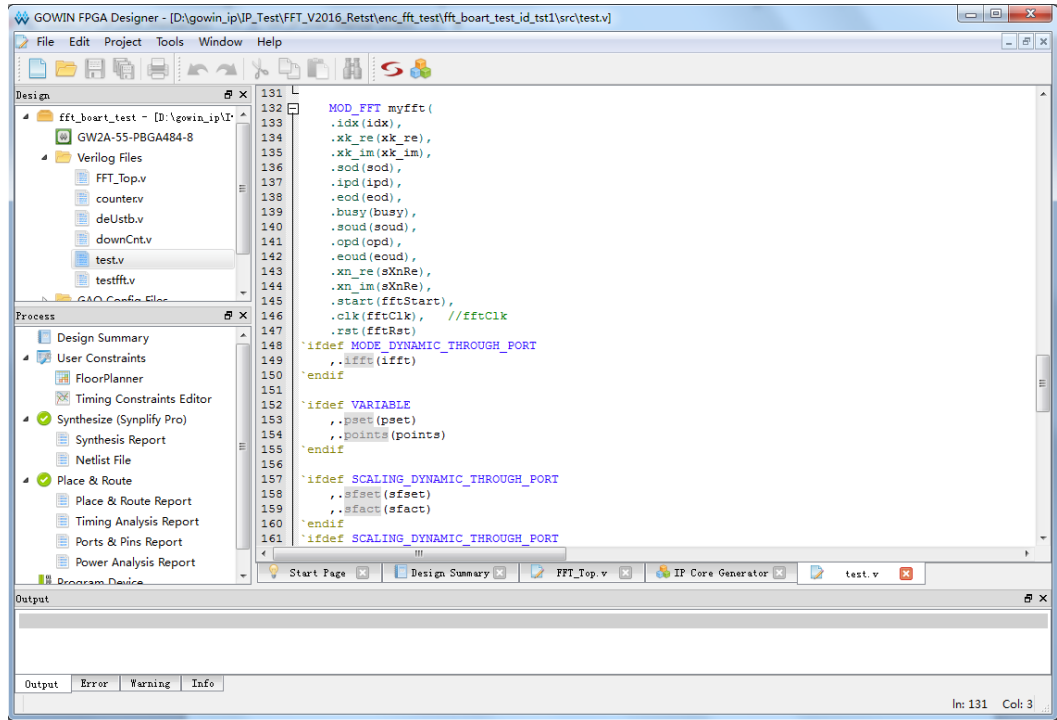 GOWIN FPGA Designer - [D:\gowin_ip\IP_Test\FFT_V2016_Retst\enc_fft_test\fft_boart_test_id_tst1\src\test.v]
File Edit Project Tools Window Help
Design
fft_board_test - [D:\gowin_ip\I
GW2A-55-PBGA484-8
Verilog Files
FFT_Top.v
counter.v
deUstb.v
downCnt.v
test.v
testfft.v
GAO Config Files
Process
Design Summary
User Constraints
FloorPlanner
Timing Constraints Editor
Synthesize (Synplify Pro)
Synthesis Report
Netlist File
Place & Route
Place & Route Report
Timing Analysis Report
Ports & Pins Report
Power Analysis Report
Program Device
131
132 MOD_FFT myfft(
133 .idx(idx),
134 .xk_re(xk_re),
135 .xk_im(xk_im),
136 .sod(sod),
137 .ipd(ipd),
138 .eod(eod),
139 .busy(busy),
140 .soud(soud),
141 .opd(opd),
142 .eoud(eoud),
143 .xn_re(sXnRe),
144 .xn_im(sXnRe),
145 .start(fftStart),
146 .clk(fftClk), //fftClk
147 .rst(fftRst)
148 `ifdef MODE_DYNAMIC_THROUGH_PORT
149 ,.ifft(ifft)
150 `endif
151
152 `ifdef VARIABLE
153 ,.pset(pset)
154 ,.points(points)
155 `endif
156
157 `ifdef SCALING_DYNAMIC_THROUGH_PORT
158 ,.sfset(sfset)
159 ,.sfact(sfact)
160 `endif
161 `ifdef SCALING_DYNAMIC_THROUGH_PORT
Start Page Design Summary FFT_Top.v IP Core Generator test.v
Output
Output Error Warning Info
ln: 131 Col: 3